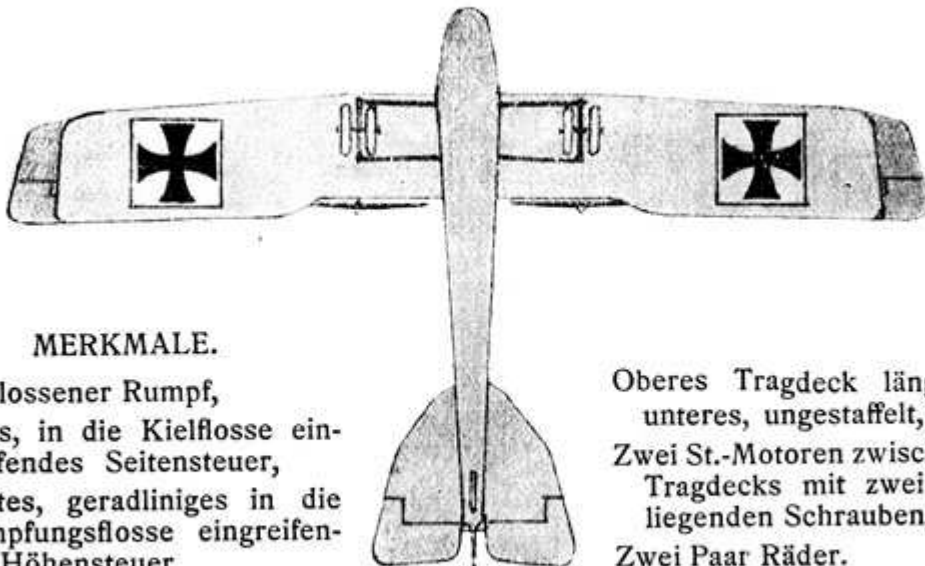 MERKMALE.
lossener Rumpf,
s, in die Kielflosse ein-
fendes Seitensteuer,
tes, geradliniges in die
npfungsflosse eingreifen-
Höhensteuer
Oberes Tragdeck läng
unteres, ungestaffelt,
Zwei St.-Motoren zwisc
Tragdecks mit zwei
liegenden Schrauben
Zwei Paar Räder.